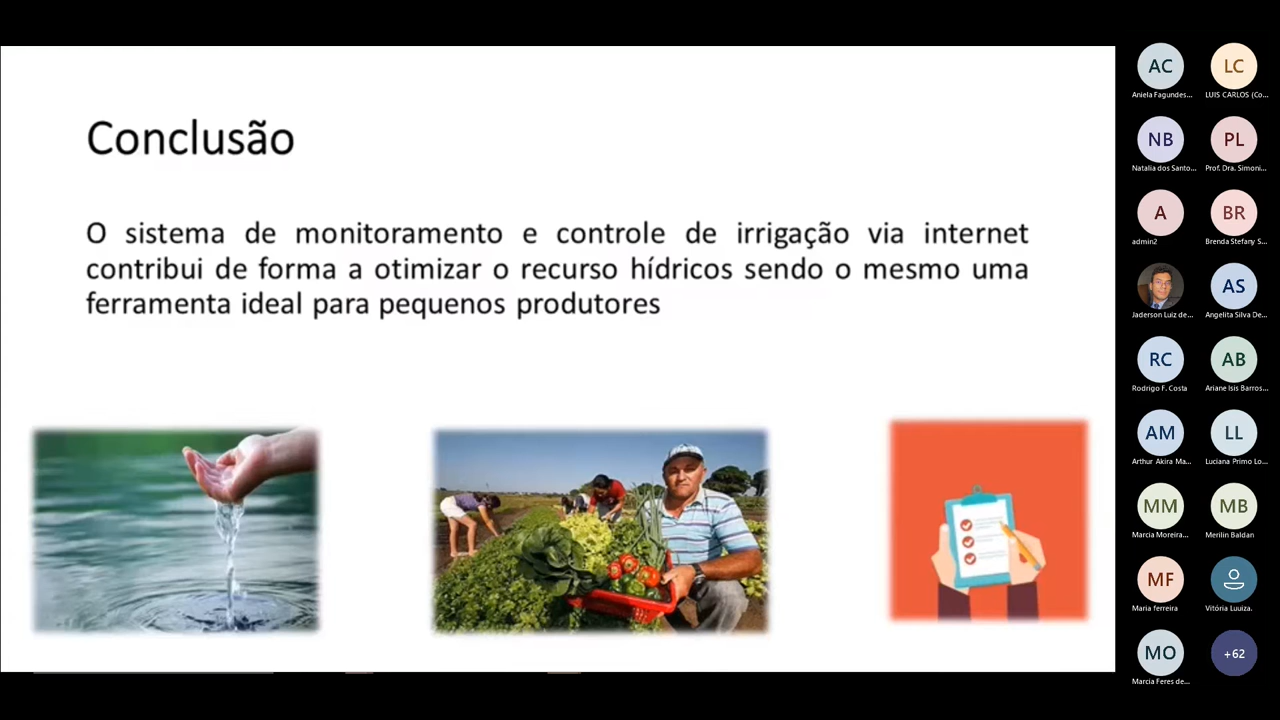 Conclusão
O sistema de monitoramento e controle de irrigação via internet
contribui de forma a otimizar o recurso hídricos sendo o mesmo uma
ferramenta ideal para pequenos produtores
AC
LC
Aniela Fagundes...
LUIS CARLOS (Co...
NB
PL
Natalia dos Santo...
Prof. Dra. Simoni...
A
BR
admin2
Brenda Stefany S...
AS
Jaderson Luiz de...
Angelita Silva De...
RC
AB
Rodrigo F. Costa
Ariane Isis Barros...
AM
LL
Arthur Akira Ma...
Luciana Primo Lo...
MM
MB
Marcia Moreira...
Merilin Baldan
MF
Maria ferreira
Vitória Luuiza.
MO
+62
Marcia Feres de...